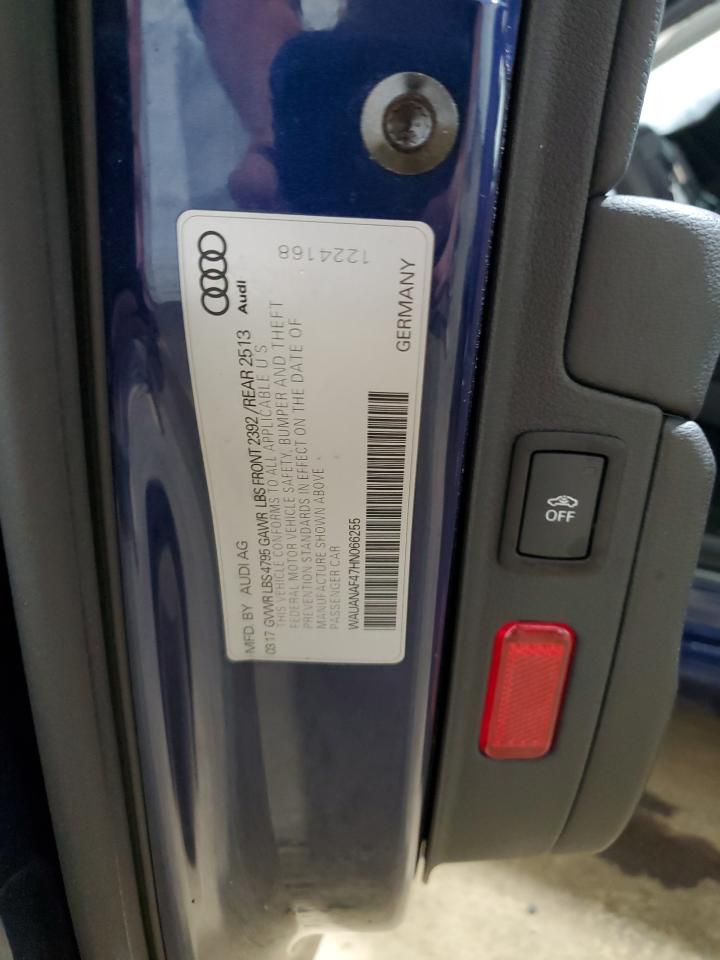 MFD. BY AUDI AG
Audi
0317 GVWR LBS 4795 GAWR LBS FRONT 2392 / REAR 2513
THIS VEHICLE CONFORMS TO ALL APPLICABLE U S
FEDERAL MOTOR VEHICLE SAFETY, BUMPER AND THEFT
PREVENTION STANDARDS IN EFFECT ON THE DATE OF
MANUFACTURE SHOWN ABOVE
PASSENGER CAR
WAUANAF47HN066255
1224168
GERMANY
OFF